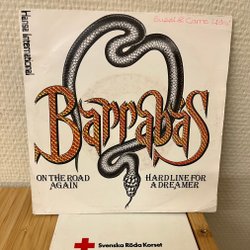 Hansa International
Barrabas
ON THE ROAD
AGAIN
HARD LINE FOR
A DREAMER
Svenska Röda Korset